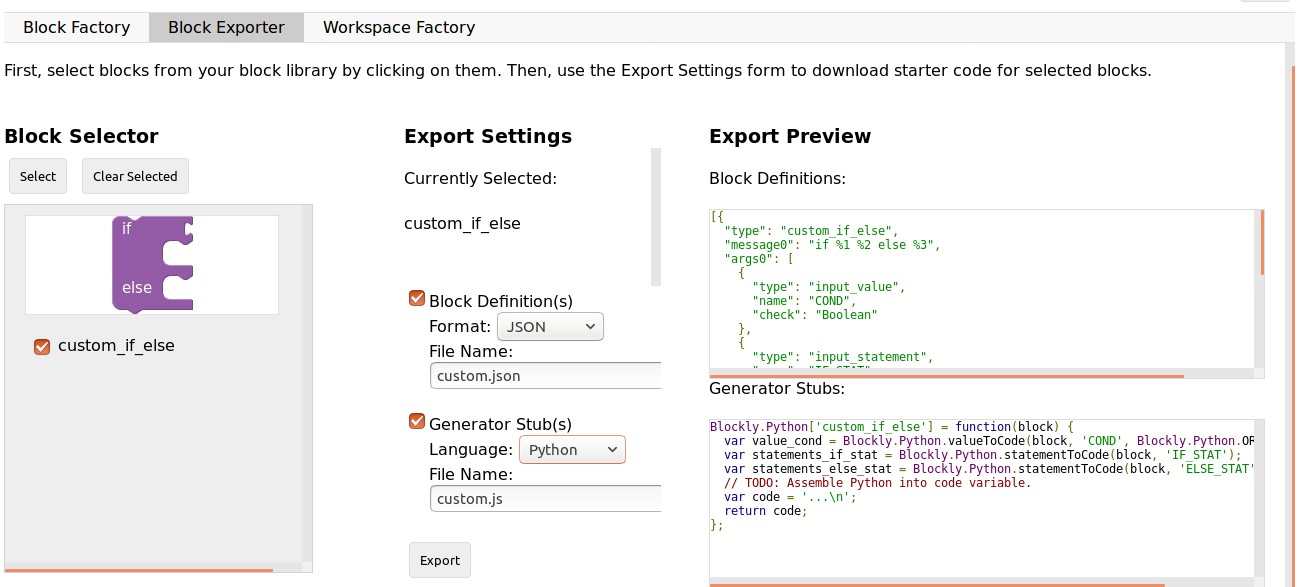 Block Factory Block Exporter Workspace Factory
First, select blocks from your block library by clicking on them. Then, use the Export Settings form to download starter code for selected blocks.
Block Selector
Select Clear Selected
if
else
custom_if_else
Export Settings
Currently Selected:
custom_if_else
Block Definition(s)
Format: JSON
File Name:
custom.json
Generator Stub(s)
Language: Python
File Name:
custom.js
Export
Export Preview
Block Definitions:
[{
  "type": "custom_if_else",
  "message0": "if %1 %2 else %3",
  "args0": [
    {
      "type": "input_value",
      "name": "COND",
      "check": "Boolean"
    },
    {
      "type": "input_statement",
Generator Stubs:
Blockly.Python['custom_if_else'] = function(block) {
  var value_cond = Blockly.Python.valueToCode(block, 'COND', Blockly.Python.OR
  var statements_if_stat = Blockly.Python.statementToCode(block, 'IF_STAT');
  var statements_else_stat = Blockly.Python.statementToCode(block, 'ELSE_STAT'
  // TODO: Assemble Python into code variable.
  var code = '...\n';
  return code;
};